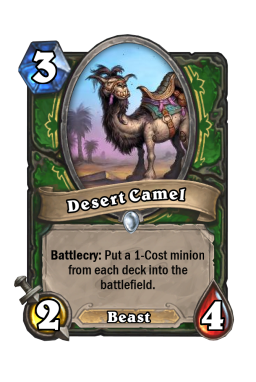 3
Desert Camel
Battlecry: Put a 1-Cost minion
from each deck into the
battlefield.
2
Beast
4